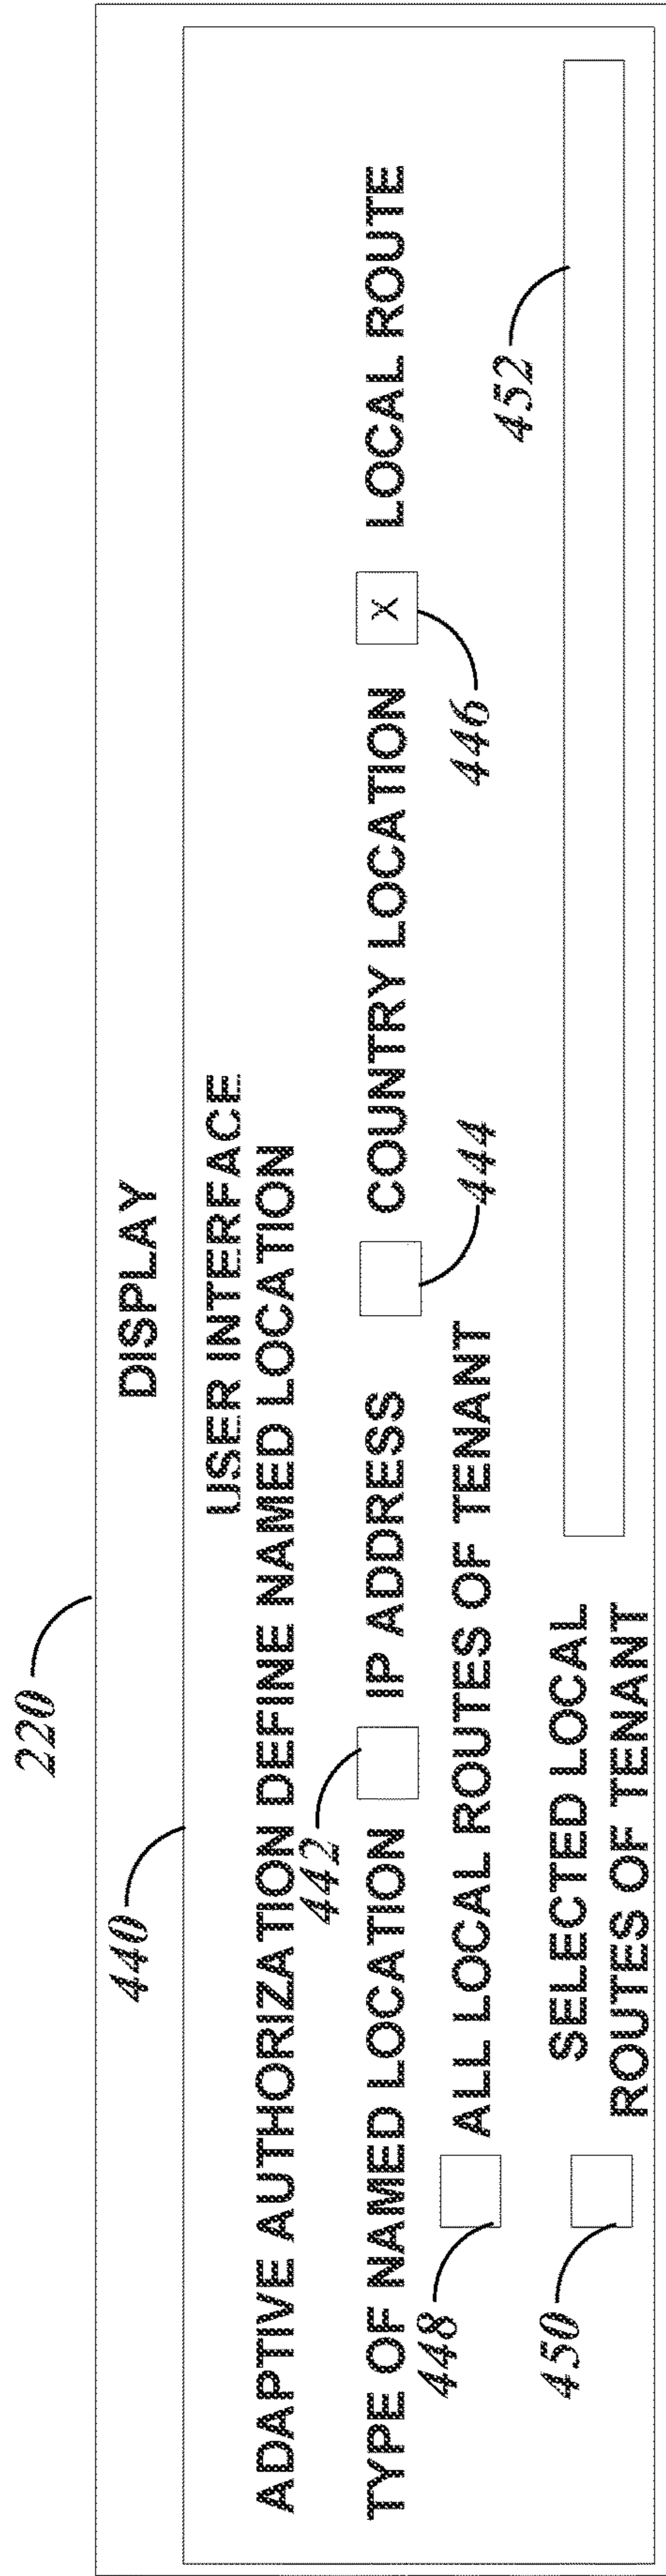 220
DISPLAY
440
USER INTERFACE
ADAPTIVE AUTHORIZATION DEFINE NAMED LOCATION
442
TYPE OF NAMED LOCATION IP ADDRESS COUNTRY LOCATION X LOCAL ROUTE
448 ALL LOCAL ROUTES OF TENANT 444 446
450 SELECTED LOCAL 452
ROUTES OF TENANT